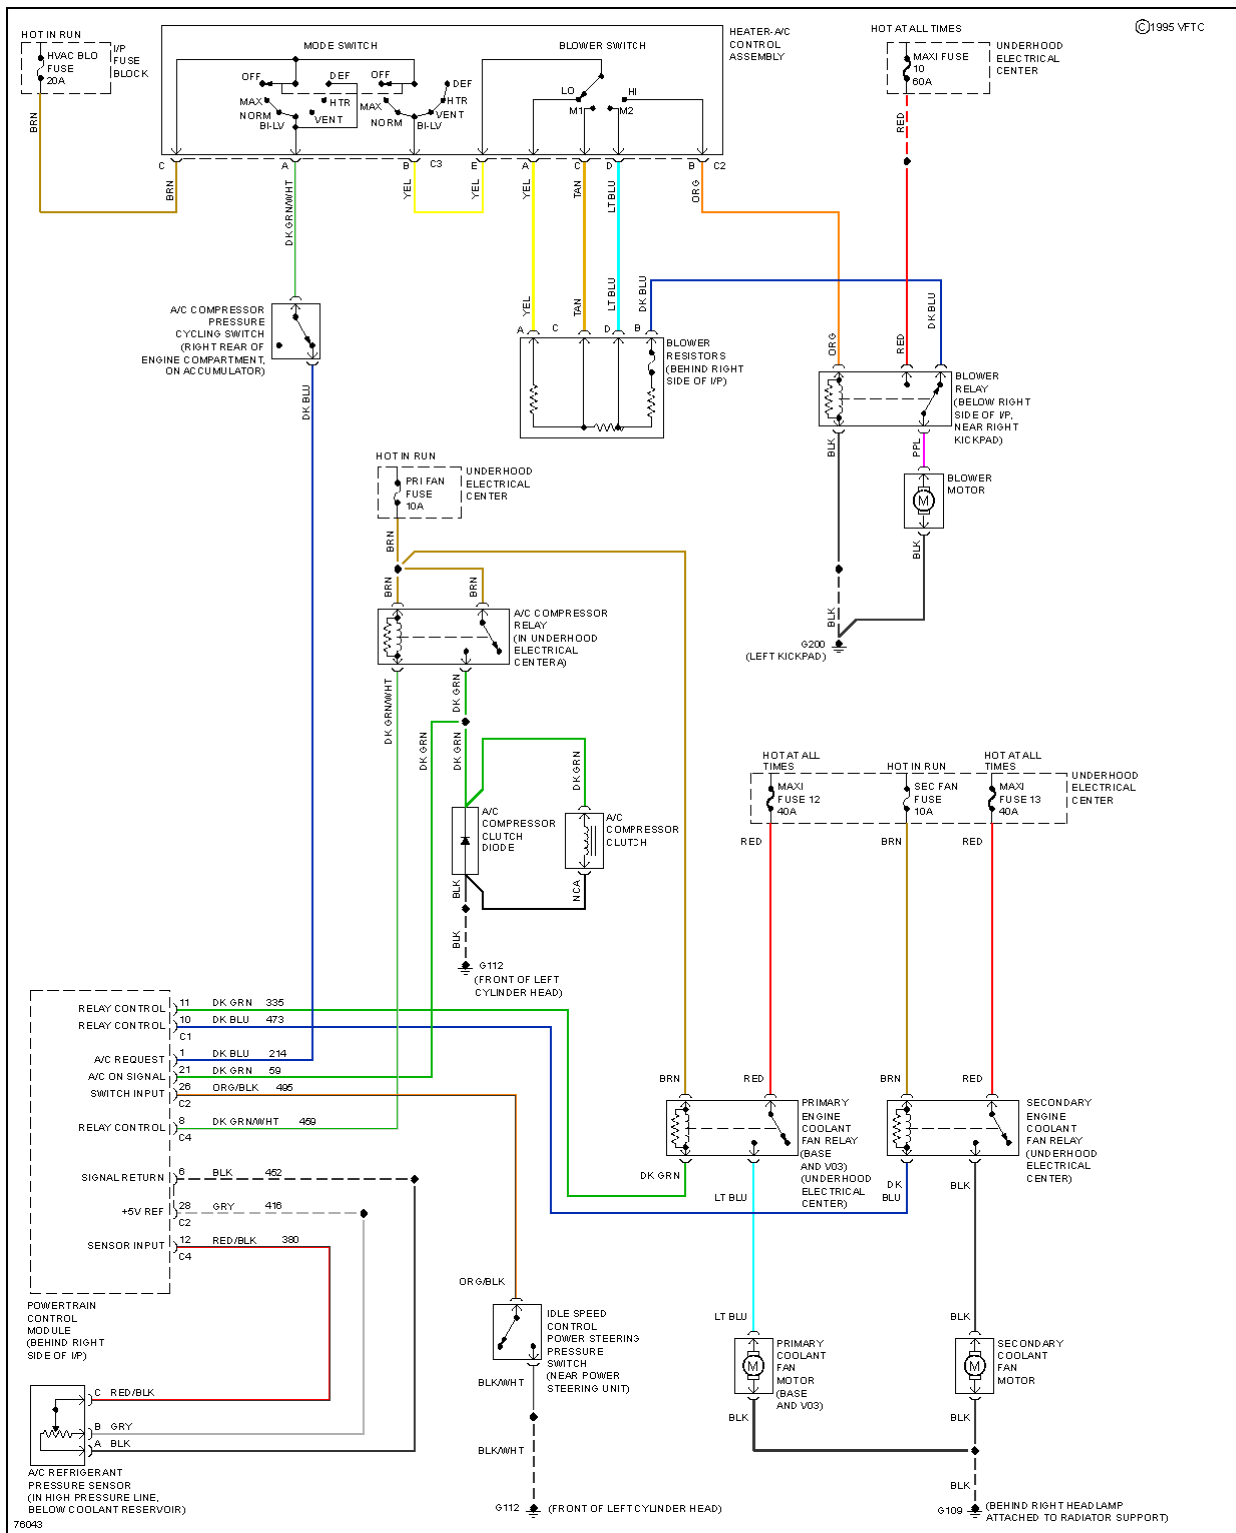 HOT IN RUN
HVAC BLO
FUSE
20A
I/P
FUSE
BLOCK
MODE SWITCH
BLOWER SWITCH
HEATER-A/C
CONTROL
ASSEMBLY
HOT AT ALL TIMES
MAXI FUSE
10
60A
UNDERHOOD
ELECTRICAL
CENTER
©1995 VFTC
OFF
DEF
OFF
DEF
MAX
NORM
BI-LV
VENT
HTR
MAX
NORM
BI-LV
VENT
HTR
LO
M1
M2
HI
BRN
RED
C
A
B
C3
E
A
C
D
B
C2
BRN
DK GRN/WHT
YEL
YEL
YEL
TAN
LT BLU
ORG
YEL
TAN
LT BLU
DK BLU
DK BLU
A
C
D
B
A/C COMPRESSOR
PRESSURE
CYCLING SWITCH
(RIGHT REAR OF
ENGINE COMPARTMENT,
ON ACCUMULATOR)
DK BLU
BLOWER
RESISTORS
(BEHIND RIGHT
SIDE OF I/P)
ORG
RED
BLOWER
RELAY
(BELOW RIGHT
SIDE OF I/P,
NEAR RIGHT
KICKPAD)
BLK
PPL
BLOWER
MOTOR
M
BLK
BLK
G200
(LEFT KICKPAD)
HOT IN RUN
PRI FAN
FUSE
10A
UNDERHOOD
ELECTRICAL
CENTER
BRN
BRN
BRN
A/C COMPRESSOR
RELAY
(IN UNDERHOOD
ELECTRICAL
CENTERA)
DK GRN/WHT
DK GRN
DK GRN
DK GRN
DK GRN
A/C
COMPRESSOR
CLUTCH
DIODE
A/C
COMPRESSOR
CLUTCH
BLK
NCA
BLK
G112
(FRONT OF LEFT
CYLINDER HEAD)
HOT AT ALL
TIMES
HOT IN RUN
HOT AT ALL
TIMES
MAXI
FUSE 12
40A
SEC FAN
FUSE
10A
MAXI
FUSE 13
40A
UNDERHOOD
ELECTRICAL
CENTER
RED
BRN
RED
RELAY CONTROL 11 DK GRN 335
RELAY CONTROL 10 DK BLU 473
C1
A/C REQUEST 1 DK BLU 214
A/C ON SIGNAL 21 DK GRN 59
SWITCH INPUT 26 ORG/BLK 495
C2
RELAY CONTROL 8 DK GRN/WHT 459
C4
SIGNAL RETURN 6 BLK 452
+5V REF 28 GRY 416
C2
SENSOR INPUT 12 RED/BLK 380
C4
POWERTRAIN
CONTROL
MODULE
(BEHIND RIGHT
SIDE OF I/P)
BRN
RED
BRN
RED
PRIMARY
ENGINE
COOLANT
FAN RELAY
(BASE
AND V03)
(UNDERHOOD
ELECTRICAL
CENTER)
SECONDARY
ENGINE
COOLANT
FAN RELAY
(UNDERHOOD
ELECTRICAL
CENTER)
DK GRN
LT BLU
DK
BLU
BLK
ORG/BLK
IDLE SPEED
CONTROL
POWER STEERING
PRESSURE
SWITCH
(NEAR POWER
STEERING UNIT)
LT BLU
BLK
M
PRIMARY
COOLANT
FAN
MOTOR
(BASE
AND V03)
M
SECONDARY
COOLANT
FAN
MOTOR
BLK/WHT
BLK
BLK
BLK/WHT
BLK
C RED/BLK
B GRY
A BLK
A/C REFRIGERANT
PRESSURE SENSOR
(IN HIGH PRESSURE LINE,
BELOW COOLANT RESERVOIR)
G112 (FRONT OF LEFT CYLINDER HEAD)
G109 (BEHIND RIGHT HEADLAMP
ATTACHED TO RADIATOR SUPPORT)
76043